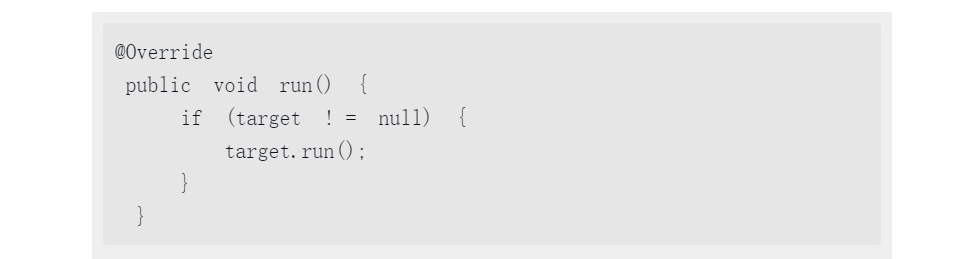 @Override
public void run() {
if (target ! = null) {
target.run();
}
}